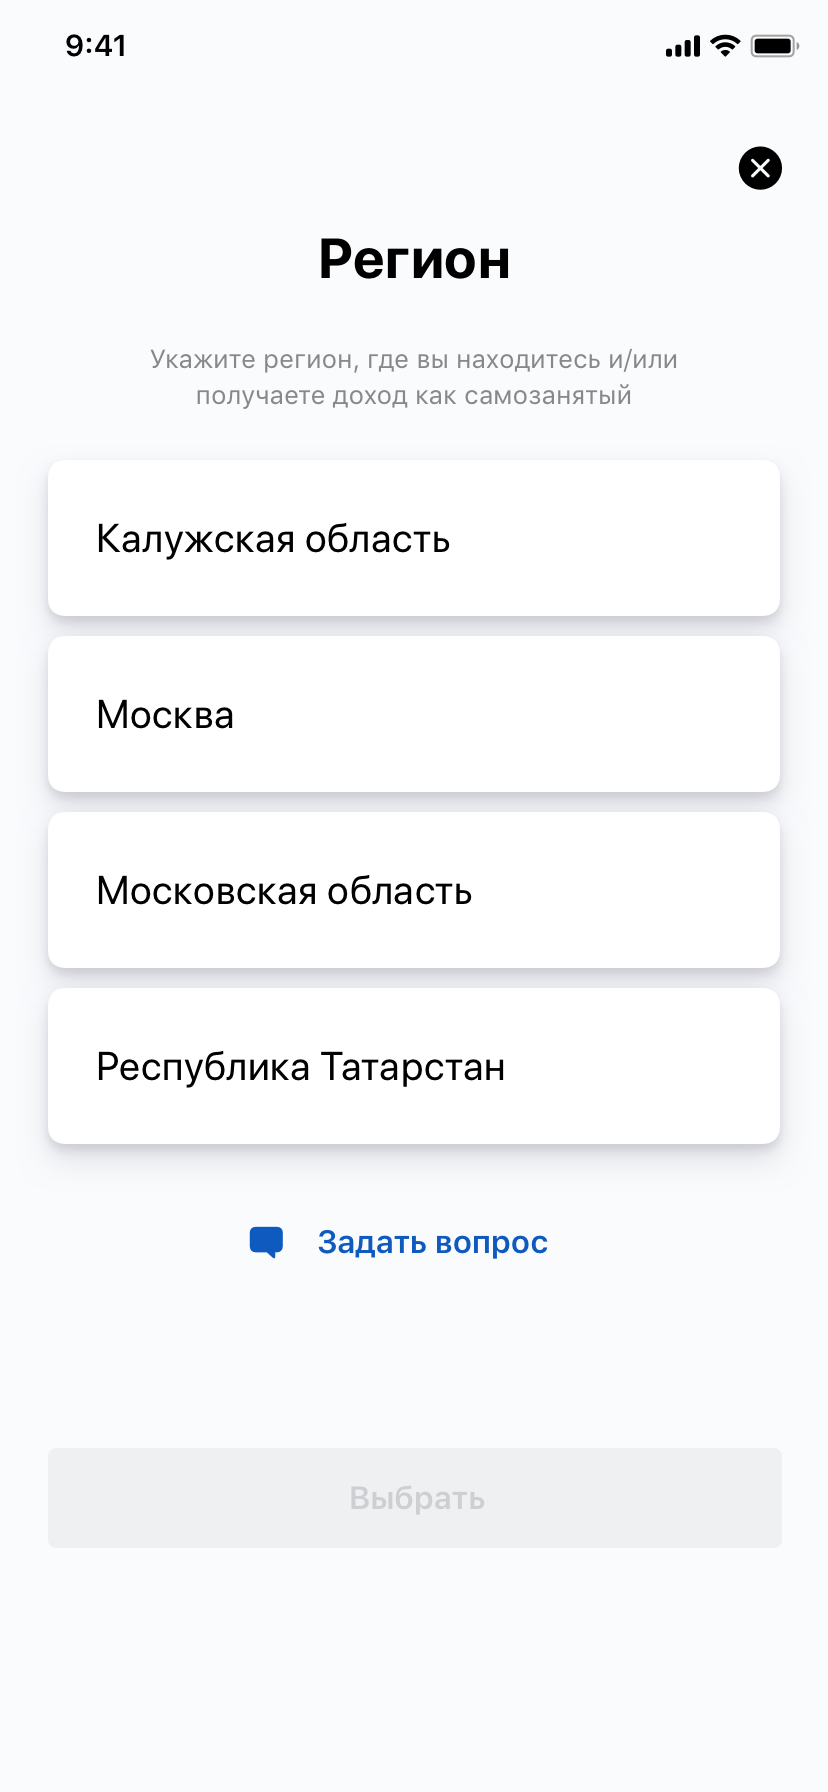 9:41
Регион
Укажите регион, где вы находитесь и/или
получаете доход как самозанятый
Калужская область
Москва
Московская область
Республика Татарстан
Задать вопрос
Выбрать